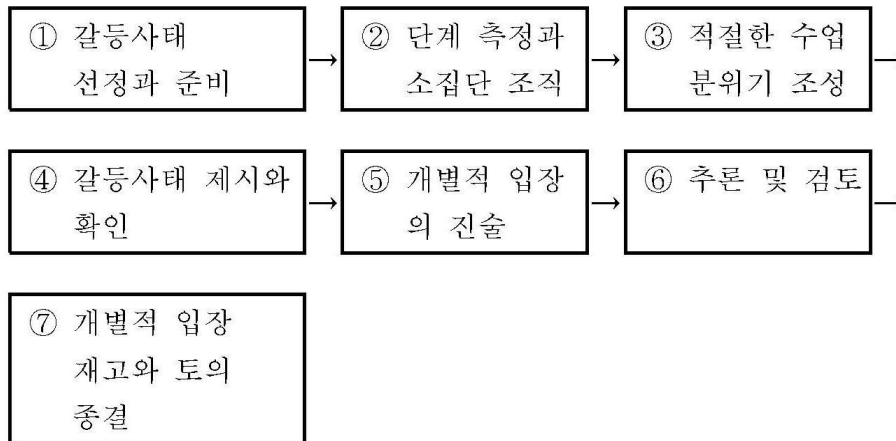 ① 갈등사태
선정과 준비
② 단계 측정과
소집단 조직
③ 적절한 수업
분위기 조성
④ 갈등사태 제시와
확인
⑤ 개별적 입장
의 진술
⑥ 추론 및 검토
⑦ 개별적 입장
재고와 토의
종결